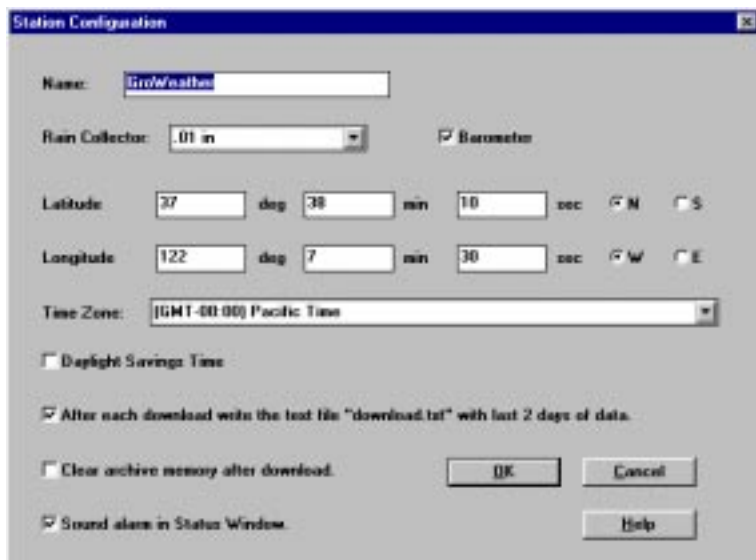 Station Configuration
Name: GroWeather
Rain Collector: .01 in Barometer
Latitude 37 deg 38 min 10 sec N S
Longitude 122 deg 7 min 30 sec W E
Time Zone: (GMT-08:00) Pacific Time
Daylight Savings Time
After each download write the text file "download.txt" with last 2 days of data.
Clear archive memory after download.
OK Cancel
Sound alarm in Status Window.
Help